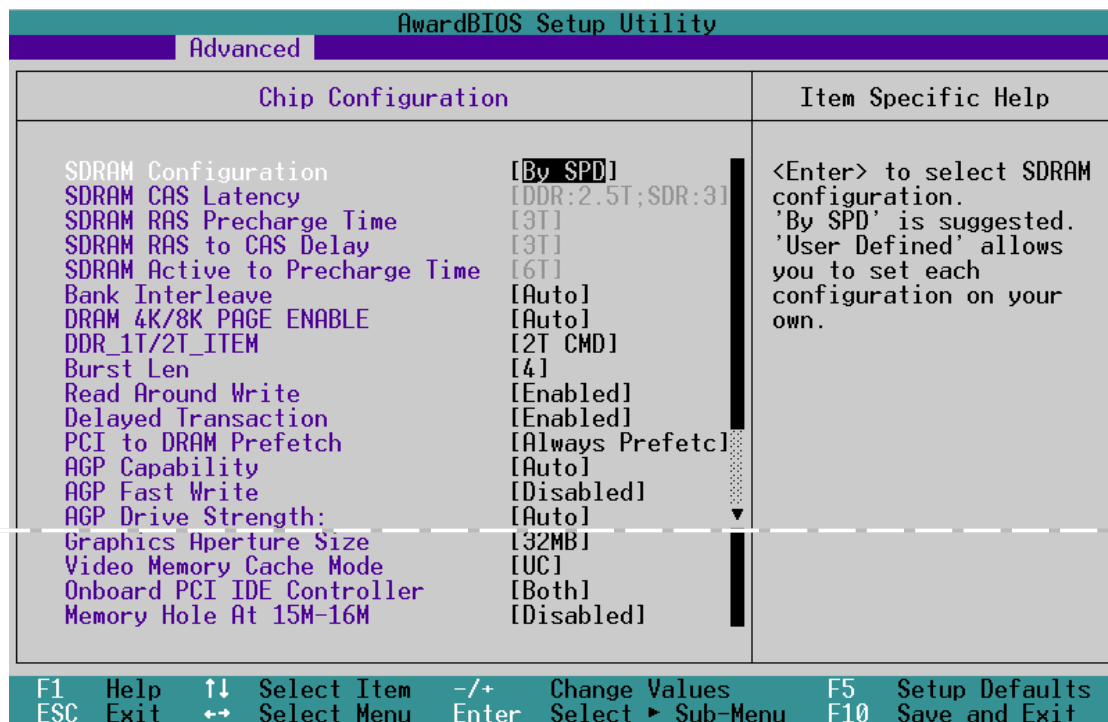 AwardBIOS Setup Utility
Advanced
Chip Configuration
Item Specific Help
SDRAM Configuration [By SPD]
SDRAM CAS Latency [DDR:2.5T;SDR:3]
SDRAM RAS Precharge Time [3T]
SDRAM RAS to CAS Delay [3T]
SDRAM Active to Precharge Time [6T]
Bank Interleave [Auto]
DRAM 4K/8K PAGE ENABLE [Auto]
DDR_1T/2T_ITEM [2T CMD]
Burst Len [4]
Read Around Write [Enabled]
Delayed Transaction [Enabled]
PCI to DRAM Prefetch [Always Prefetc]
AGP Capability [Auto]
AGP Fast Write [Disabled]
AGP Drive Strength: [Auto]
Graphics Aperture Size [32MB]
Video Memory Cache Mode [UC]
Onboard PCI IDE Controller [Both]
Memory Hole At 15M-16M [Disabled]
<Enter> to select SDRAM
configuration.
'By SPD' is suggested.
'User Defined' allows
you to set each
configuration on your
own.
F1 Help ↑↓ Select Item -/+ Change Values F5 Setup Defaults
ESC Exit ←→ Select Menu Enter Select ► Sub-Menu F10 Save and Exit